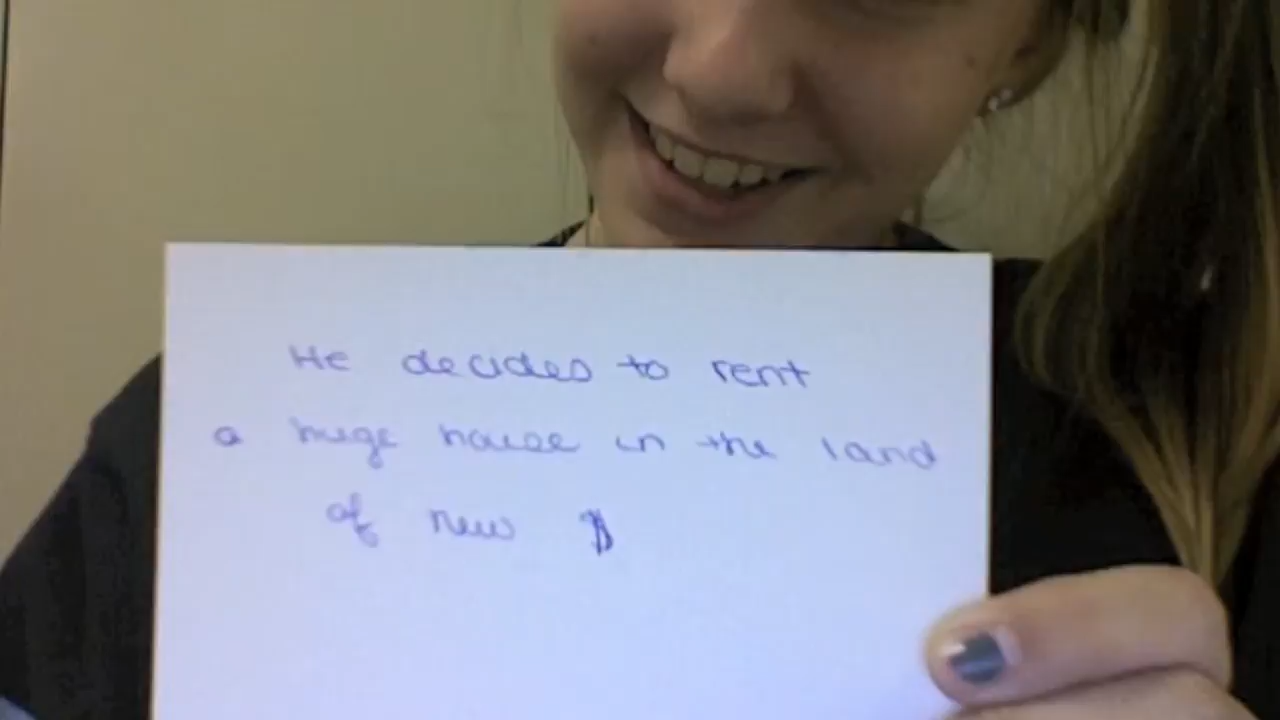 He decides to rent
a huge house in the land
of new $